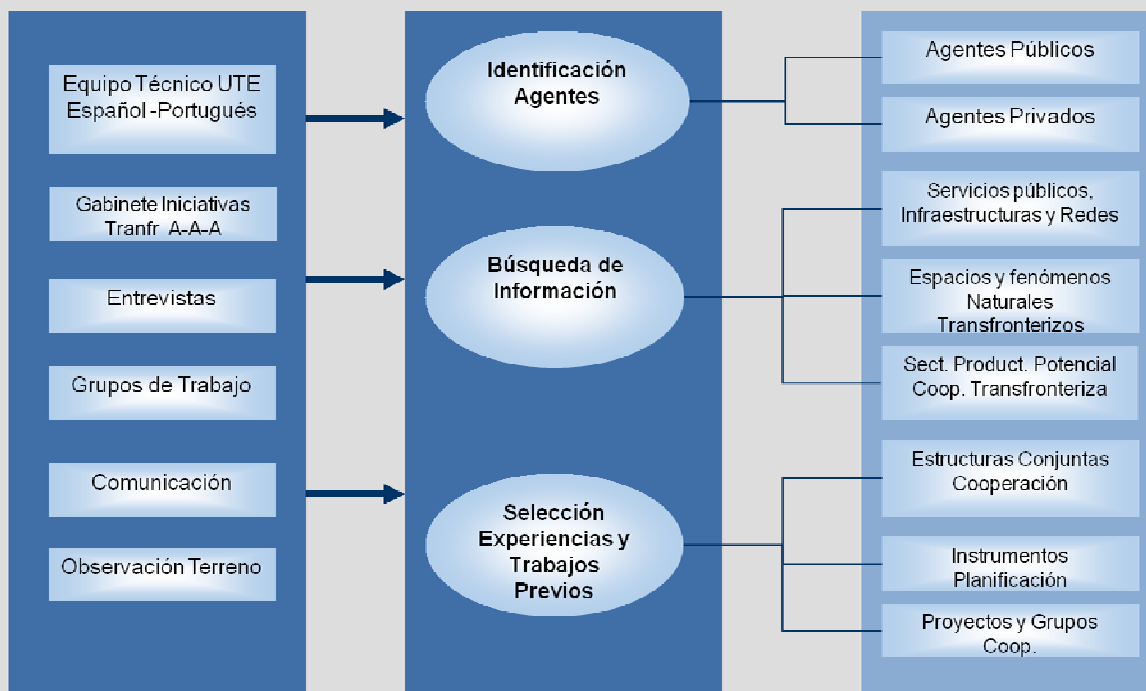 Equipo Técnico UTE
Español -Portugués
Gabinete Iniciativas
Tranfr. A-A-A
Entrevistas
Grupos de Trabajo
Comunicación
Observación Terreno
Identificación
Agentes
Búsqueda de
Información
Selección
Experiencias y
Trabajos
Previos
Agentes Públicos
Agentes Privados
Servicios públicos,
Infraestructuras y Redes
Espacios y fenómenos
Naturales
Transfronterizos
Sect. Product. Potencial
Coop. Transfronteriza
Estructuras Conjuntas
Cooperación
Instrumentos
Planificación
Proyectos y Grupos
Coop.